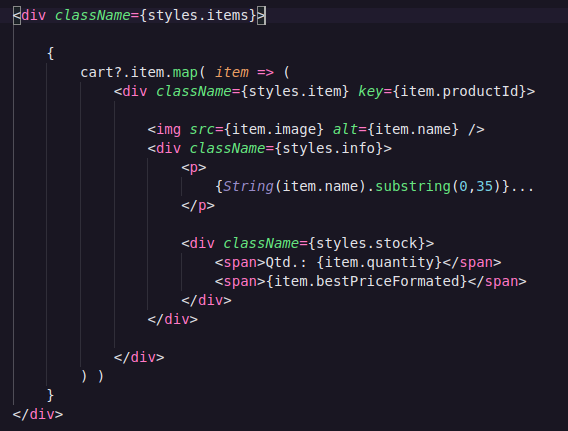 <div className={styles.items}>
{
cart?.item.map( item => (
<div className={styles.item} key={item.productId}>
<img src={item.image} alt={item.name} />
<div className={styles.info}>
<p>
{String(item.name).substring(0,35)}...
</p>
<div className={styles.stock}>
<span>Qtd.: {item.quantity}</span>
<span>{item.bestPriceFormated}</span>
</div>
</div>
</div>
) )
}
</div>